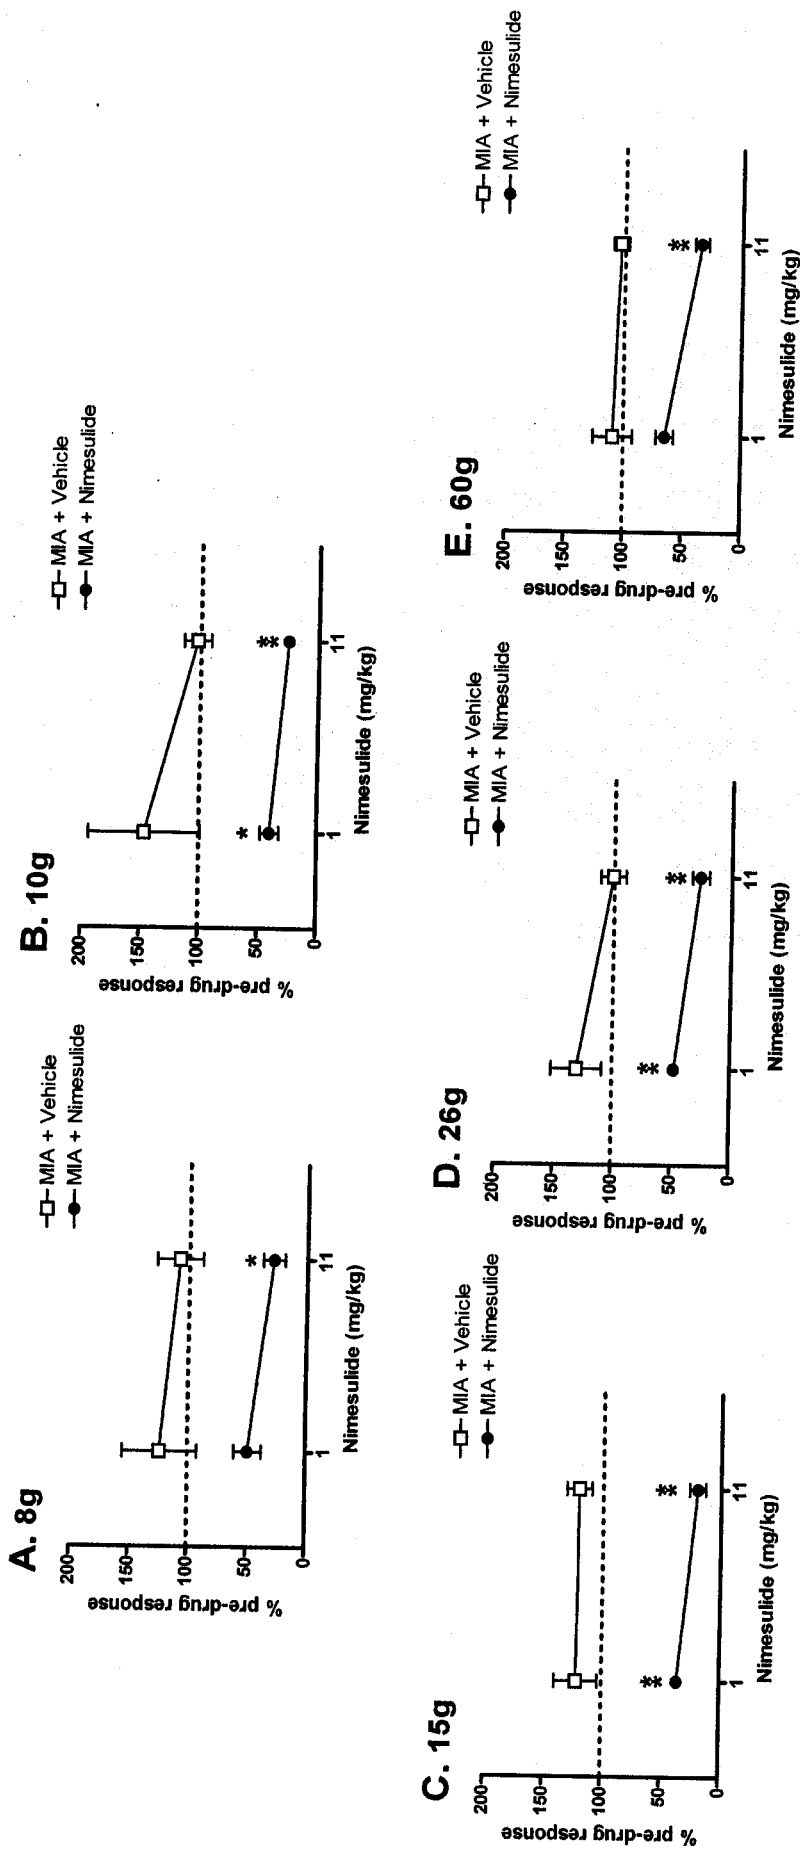 A. 8g
MIA + Vehicle
MIA + Nimesulide
% pre-drug response
200
150
100
50
0
*
1
11
Nimesulide (mg/kg)
B. 10g
MIA + Vehicle
MIA + Nimesulide
% pre-drug response
200
150
100
50
0
*
**
1
11
Nimesulide (mg/kg)
C. 15g
MIA + Vehicle
MIA + Nimesulide
% pre-drug response
200
150
100
50
0
**
**
1
11
Nimesulide (mg/kg)
D. 26g
MIA + Vehicle
MIA + Nimesulide
% pre-drug response
200
150
100
50
0
**
**
1
11
Nimesulide (mg/kg)
E. 60g
MIA + Vehicle
MIA + Nimesulide
% pre-drug response
200
150
100
50
0
**
1
11
Nimesulide (mg/kg)